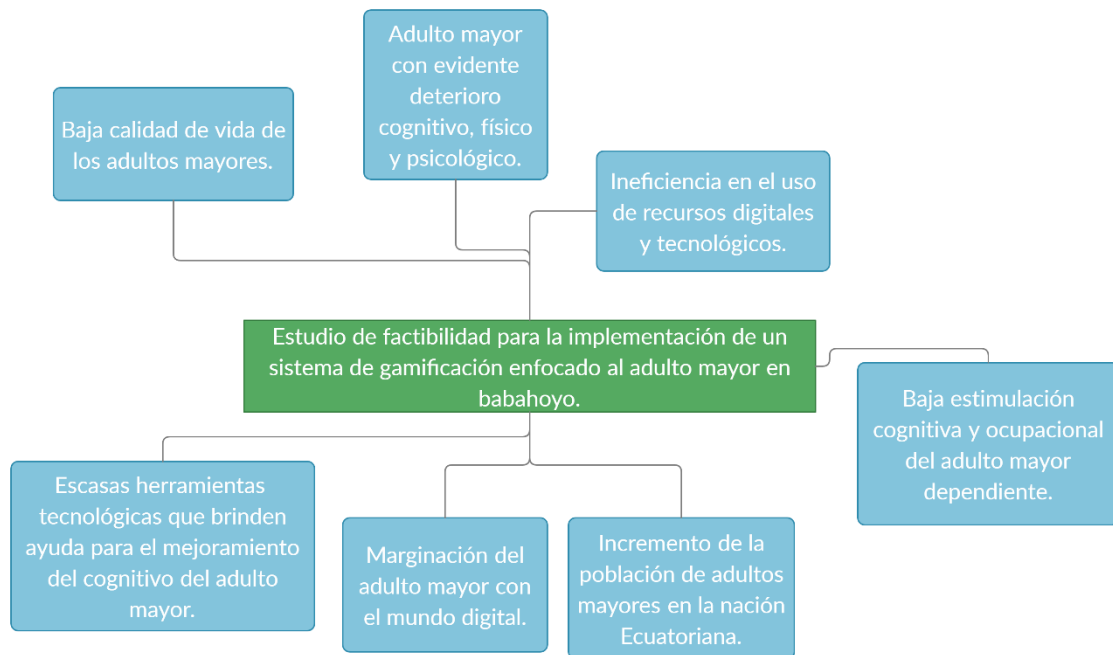 Adulto mayor
con evidente
deterioro
cognitivo, físico
y psicológico.
Baja calidad de vida de
los adultos mayores.
Ineficiencia en el uso
de recursos digitales
y tecnológicos.
Estudio de factibilidad para la implementación de un
sistema de gamificación enfocado al adulto mayor en
babahoyo.
Baja estimulación
cognitiva y ocupacional
del adulto mayor
dependiente.
Escasas herramientas
tecnológicas que brinden
ayuda para el mejoramiento
del cognitivo del adulto
mayor.
Marginación del
adulto mayor con
el mundo digital.
Incremento de la
población de adultos
mayores en la nación
Ecuatoriana.